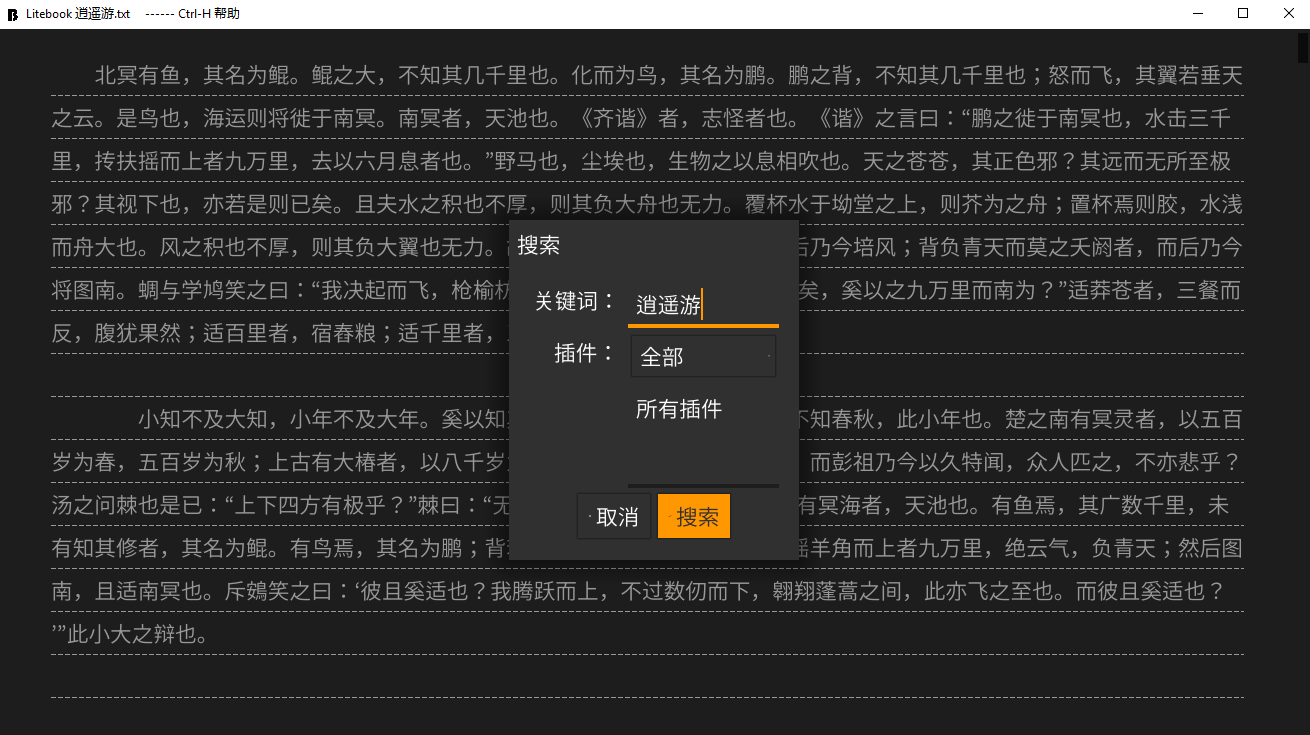 Litebook 逍遥游.txt ------ Ctrl-H 帮助
北冥有鱼，其名为鲲。鲲之大，不知其几千里也。化而为鸟，其名为鹏。鹏之背，不知其几千里也；怒而飞，其翼若垂天
之云。是鸟也，海运则将徙于南冥。南冥者，天池也。《齐谐》者，志怪者也。《谐》之言曰：“鹏之徙于南冥也，水击三千
里，抟扶摇而上者九万里，去以六月息者也。”野马也，尘埃也，生物之以息相吹也。天之苍苍，其正色邪？其远而无所至极
邪？其视下也，亦若是则已矣。且夫水之积也不厚，则其负大舟也无力。覆杯水于坳堂之上，则芥为之舟；置杯焉则胶，水浅
而舟大也。风之积也不厚，则其负大翼也无力。 后乃今培风；背负青天而莫之夭阏者，而后乃今
将图南。蜩与学鸠笑之曰：“我决起而飞，抢榆枋 矣，奚以之九万里而南为？”适莽苍者，三餐而
反，腹犹果然；适百里者，宿舂粮；适千里者，
小知不及大知，小年不及大年。奚以知 不知春秋，此小年也。楚之南有冥灵者，以五百
岁为春，五百岁为秋；上古有大椿者，以八千岁 而彭祖乃今以久特闻，众人匹之，不亦悲乎？
汤之问棘也是已：“上下四方有极乎？”棘曰：“无 有冥海者，天池也。有鱼焉，其广数千里，未
有知其修者，其名为鲲。有鸟焉，其名为鹏；背 摇羊角而上者九万里，绝云气，负青天；然后图
南，且适南冥也。斥鴳笑之曰：‘彼且奚适也？我腾跃而上，不过数仞而下，翱翔蓬蒿之间，此亦飞之至也。而彼且奚适也？
’”此小大之辩也。
搜索
关键词： 逍遥游
插件： 全部
所有插件
取消 搜索